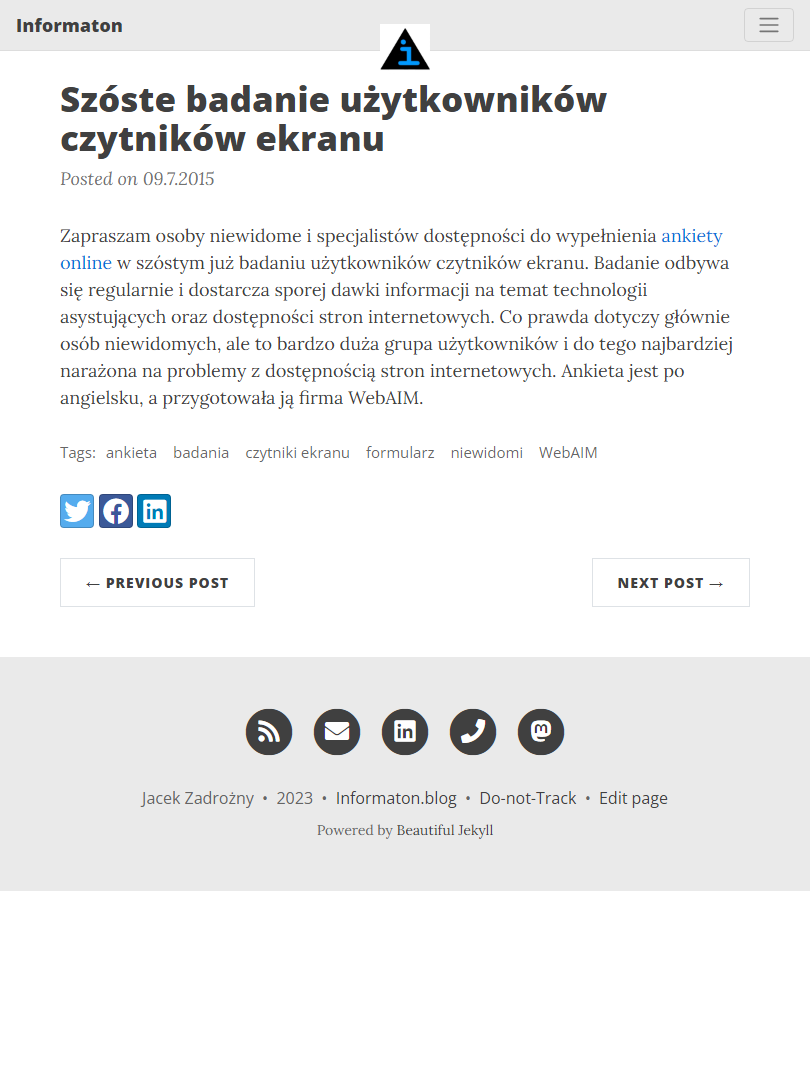 Informaton
i
Szóste badanie użytkowników
czytników ekranu
Posted on 09.7.2015
Zapraszam osoby niewidome i specjalistów dostępności do wypełnienia ankiety
online w szóstym już badaniu użytkowników czytników ekranu. Badanie odbywa
się regularnie i dostarcza sporej dawki informacji na temat technologii
asystujących oraz dostępności stron internetowych. Co prawda dotyczy głównie
osób niewidomych, ale to bardzo duża grupa użytkowników i do tego najbardziej
narażona na problemy z dostępnością stron internetowych. Ankieta jest po
angielsku, a przygotowała ją firma WebAIM.
Tags: ankieta badania czytniki ekranu formularz niewidomi WebAIM
← PREVIOUS POST
NEXT POST →
Jacek Zadrożny • 2023 • Informaton.blog • Do-not-Track • Edit page
Powered by Beautiful Jekyll